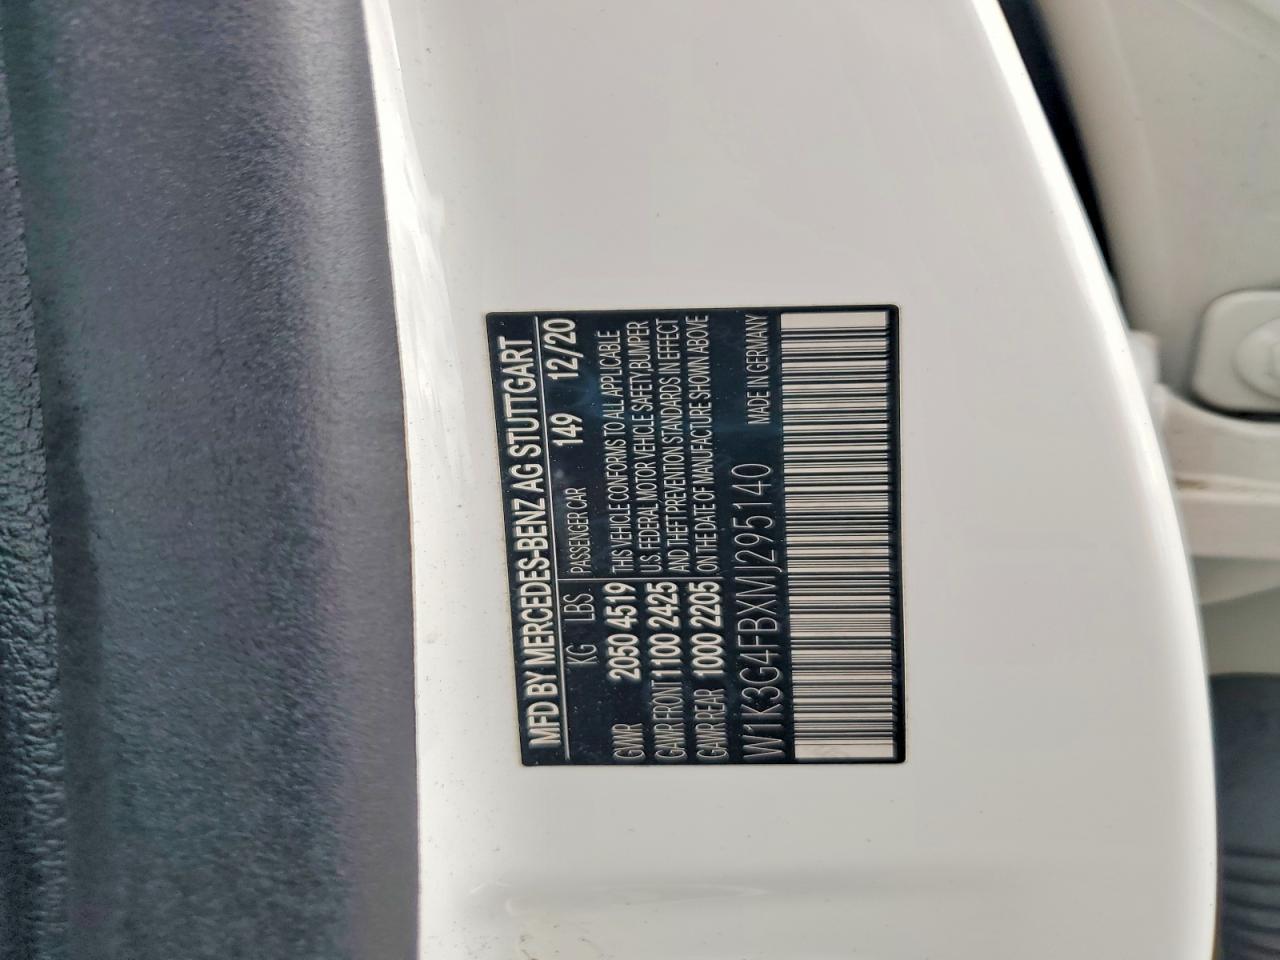 MFD BY MERCEDES-BENZ AG STUTTGART
KG LBS PASSENGER CAR 149 12/20
GVWR 2050 4519 THIS VEHICLE CONFORMS TO ALL APPLICABLE
GAWR FRONT 1100 2425 U.S. FEDERAL MOTOR VEHICLE SAFETY, BUMPER
GAWR REAR 1000 2205 AND THEFT PREVENTION STANDARDS IN EFFECT
ON THE DATE OF MANUFACTURE SHOWN ABOVE
W1K3G4FBXMJ295140 MADE IN GERMANY